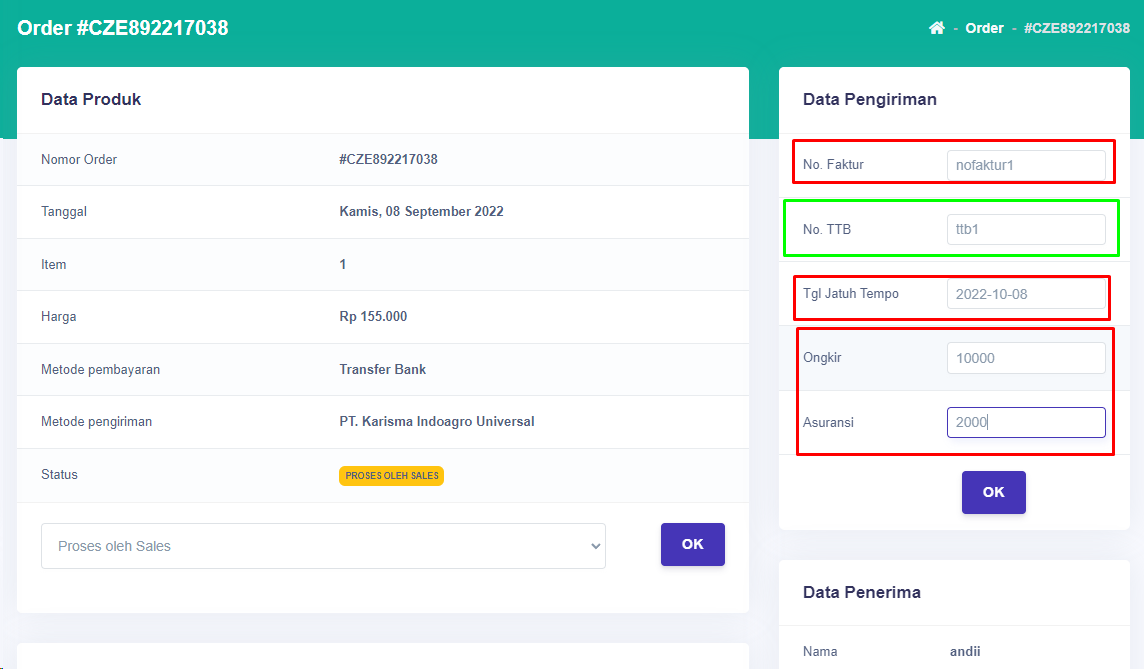 Order #CZE892217038
- Order - #CZE892217038
Data Produk
Nomor Order #CZE892217038
Tanggal Kamis, 08 September 2022
Item 1
Harga Rp 155.000
Metode pembayaran Transfer Bank
Metode pengiriman PT. Karisma Indoagro Universal
Status PROSES OLEH SALES
Proses oleh Sales OK
Data Pengiriman
No. Faktur nofaktur1
No. TTB ttb1
Tgl Jatuh Tempo 2022-10-08
Ongkir 10000
Asuransi 2000
OK
Data Penerima
Nama andii